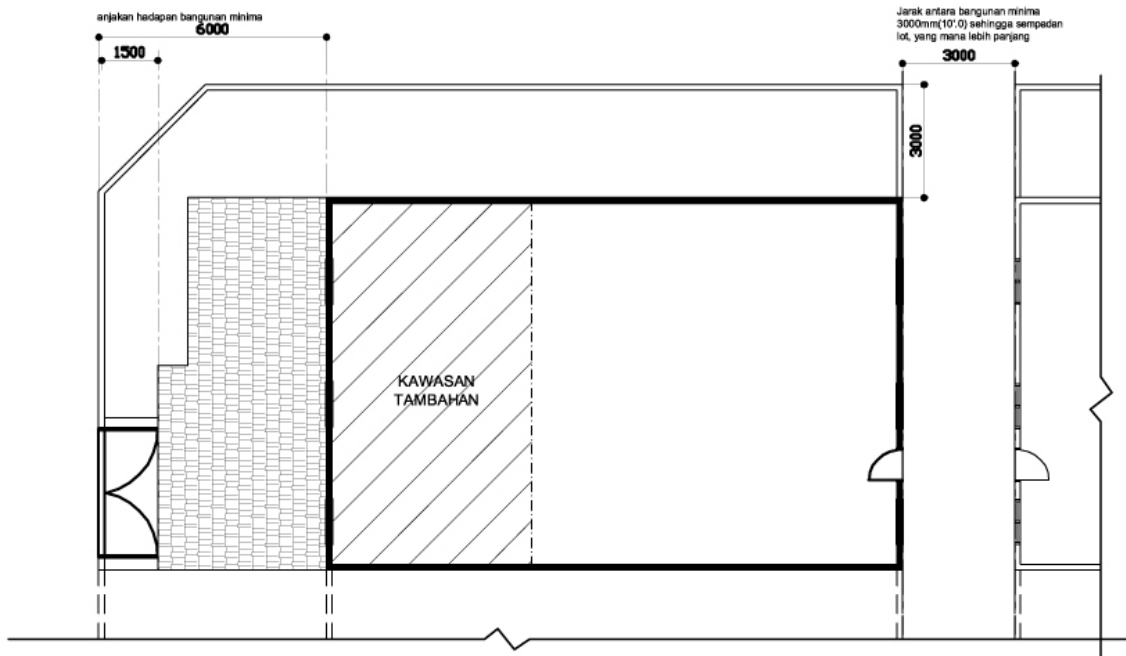 anjakan hadapan bangunan minima
6000
1500
Jarak antara bangunan minima
3000mm(10'.0) sehingga sempadan
lot, yang mana lebih panjang
3000
3000
KAWASAN
TAMBAHAN